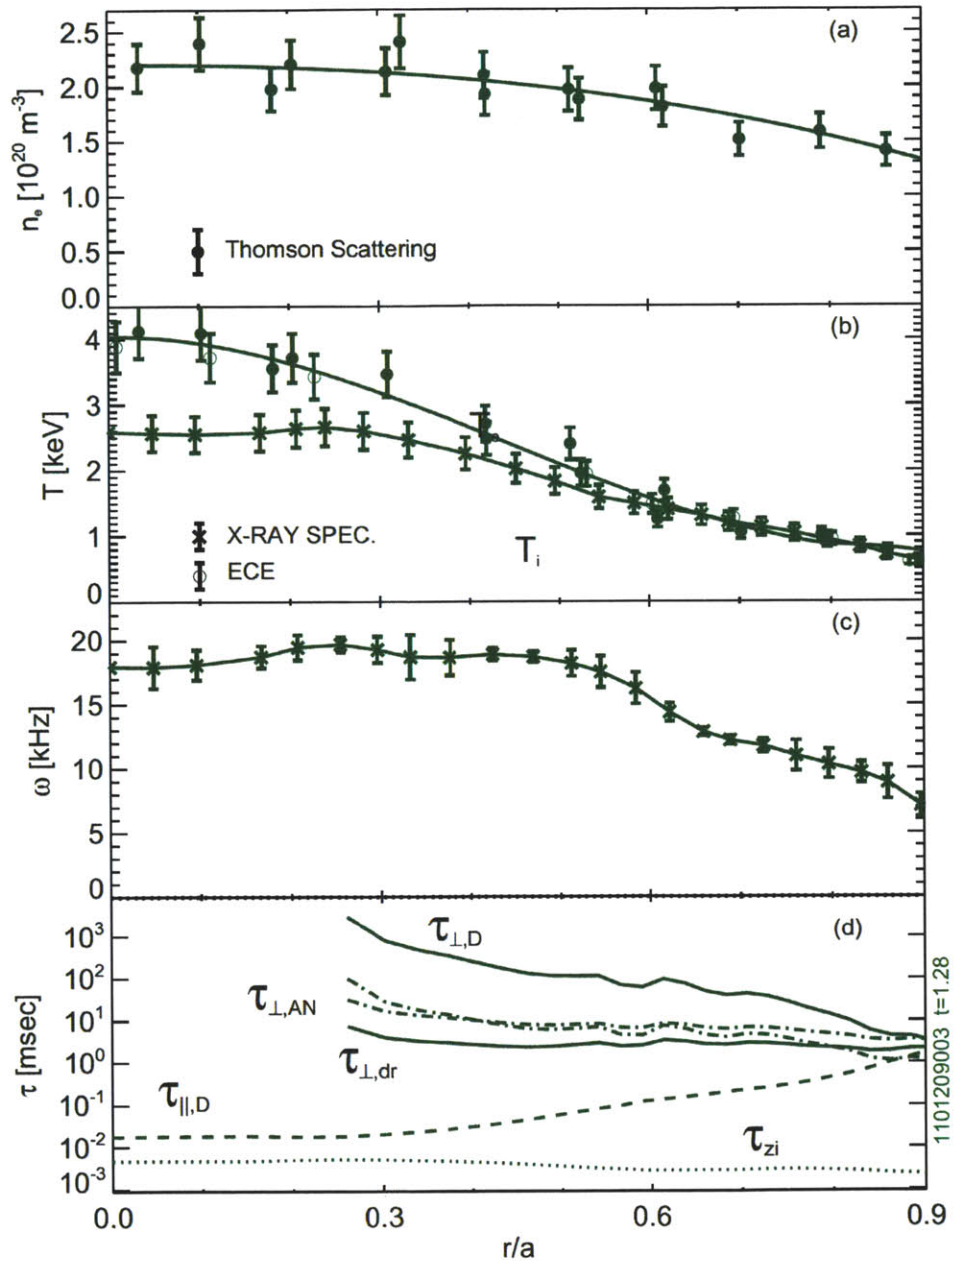 (a)
2.5
2.0
1.5
1.0
0.5
0.0
nₑ [10²⁰ m⁻³]
Thomson Scattering
(b)
4
3
2
1
0
T [keV]
Tₑ
X-RAY SPEC.
ECE
Tᵢ
(c)
20
15
10
5
0
ω [kHz]
(d)
10³
10²
10¹
10⁰
10⁻¹
10⁻²
10⁻³
τ [msec]
τ⊥,D
τ⊥,AN
τ⊥,dr
τ||,D
τzi
1101209003 t=1.28
0.0 0.3 0.6 0.9
r/a